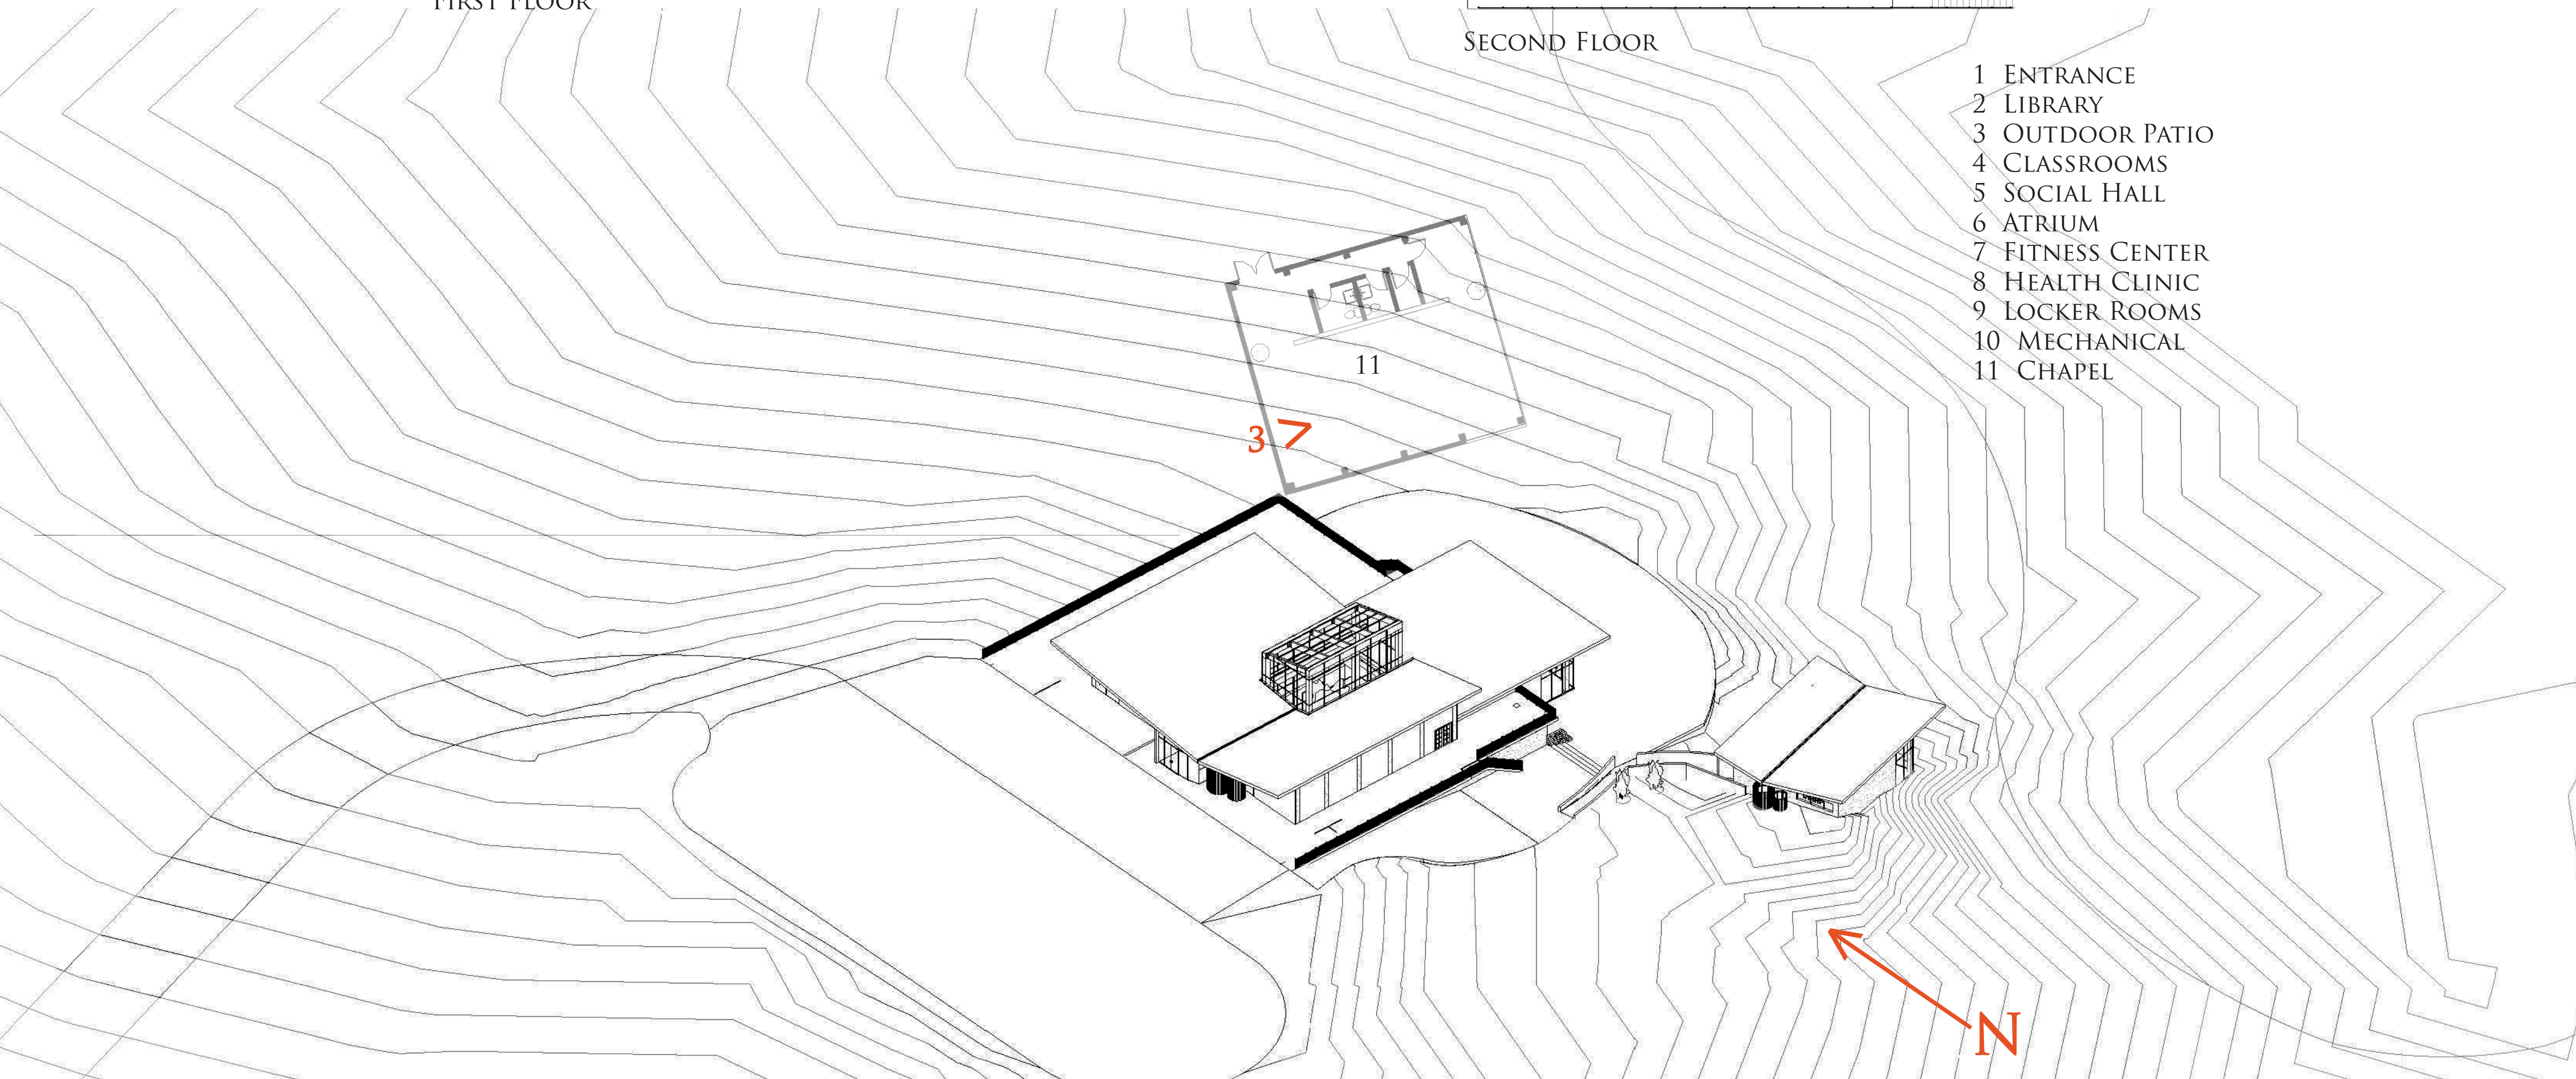 First Floor
Second Floor
1 Entrance
2 Library
3 Outdoor Patio
4 Classrooms
5 Social Hall
6 Atrium
7 Fitness Center
8 Health Clinic
9 Locker Rooms
10 Mechanical
11 Chapel
11
3 >
N